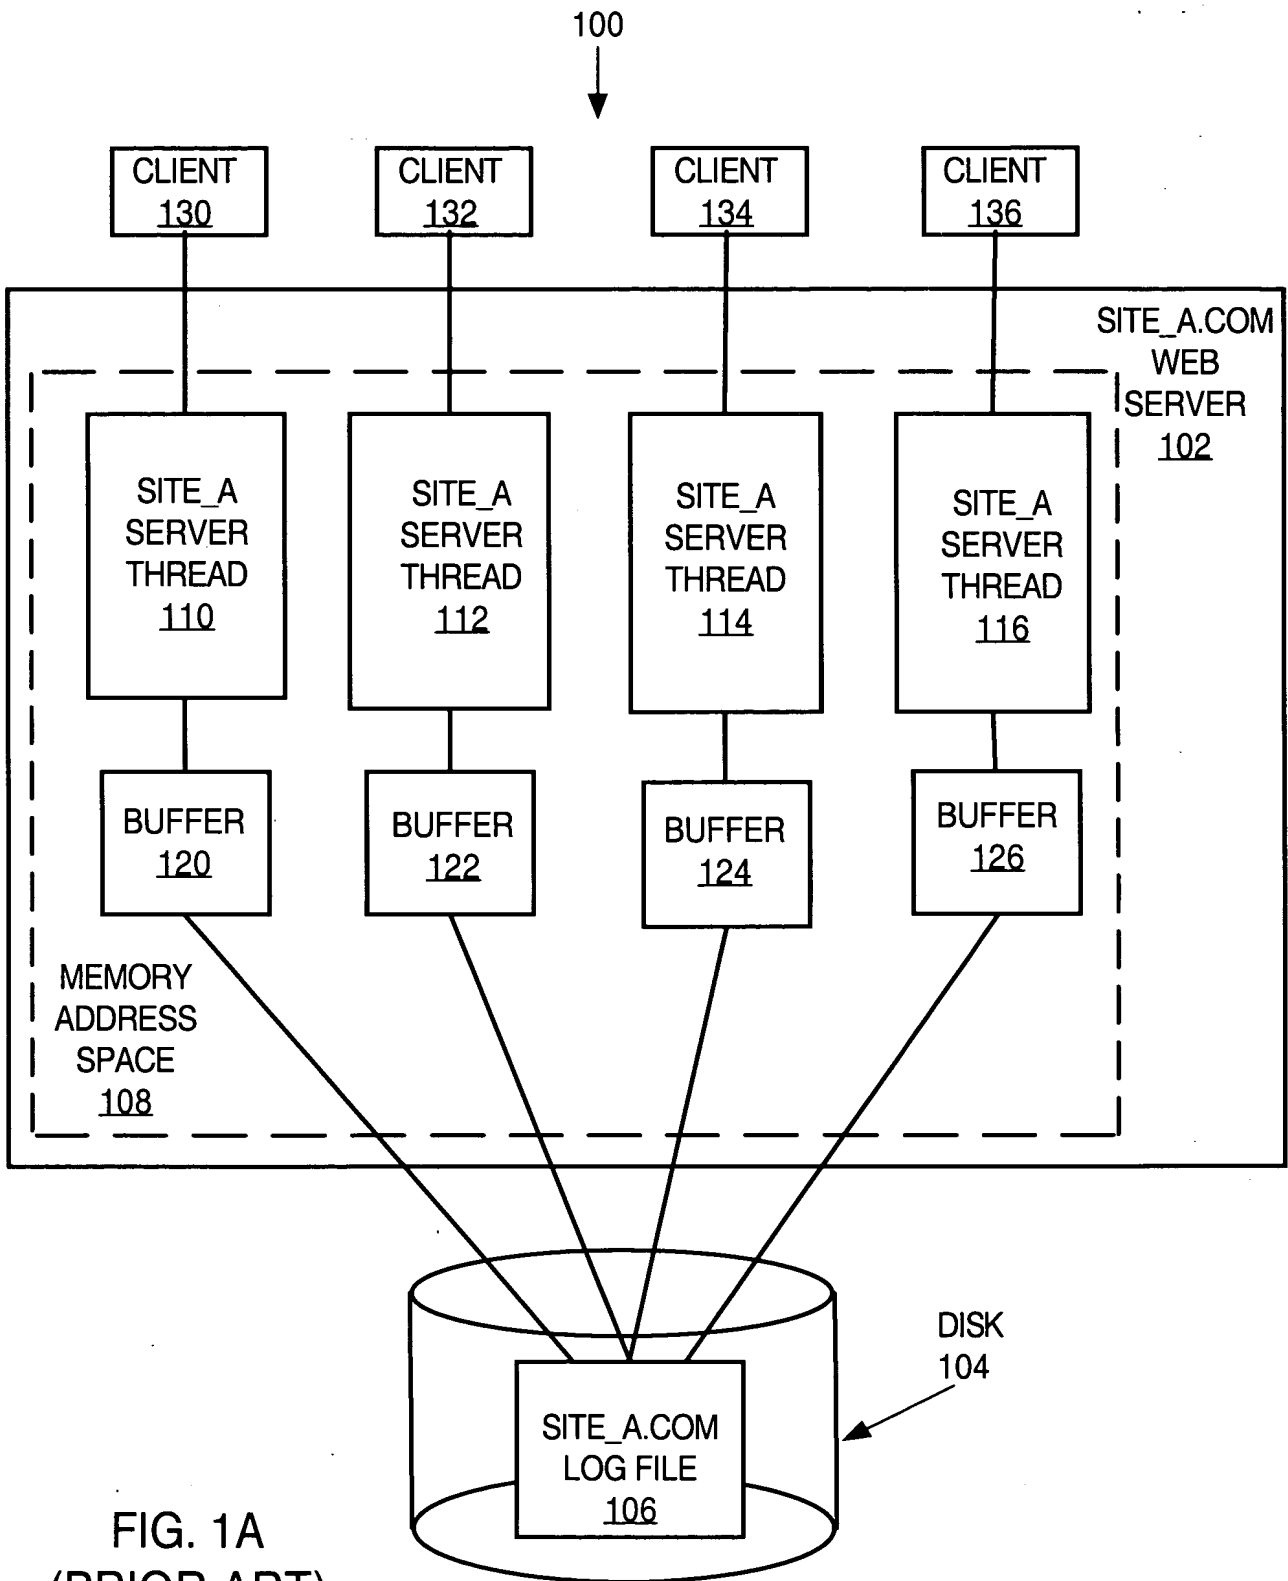 100
CLIENT
130
CLIENT
132
CLIENT
134
CLIENT
136
SITE_A.COM
WEB
SERVER
102
SITE_A
SERVER
THREAD
110
SITE_A
SERVER
THREAD
112
SITE_A
SERVER
THREAD
114
SITE_A
SERVER
THREAD
116
BUFFER
120
BUFFER
122
BUFFER
124
BUFFER
126
MEMORY
ADDRESS
SPACE
108
DISK
104
SITE_A.COM
LOG FILE
106
FIG. 1A
(PRIOR ART)